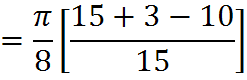 = π/8 [ (15 + 3 − 10)/15 ]